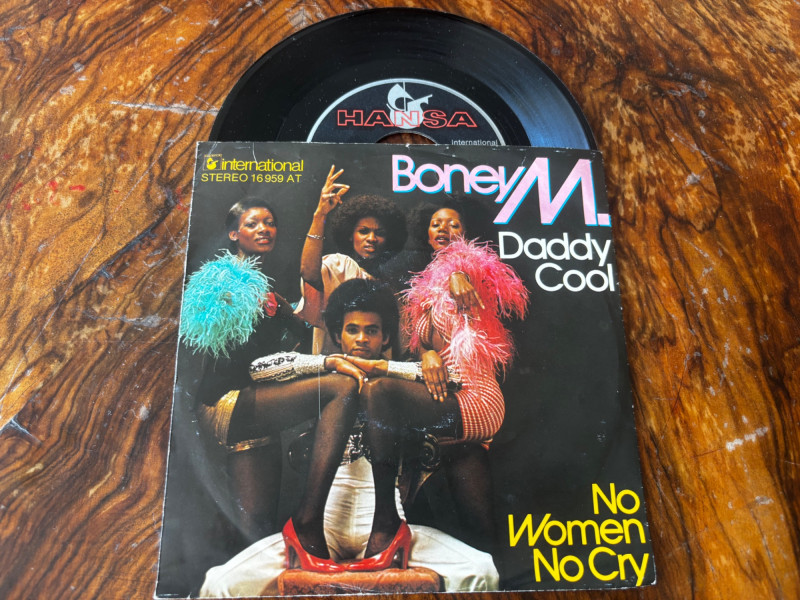 HANSA
international
international
STEREO 16 959 AT
Boney M.
Daddy
Cool
No
Women
No Cry